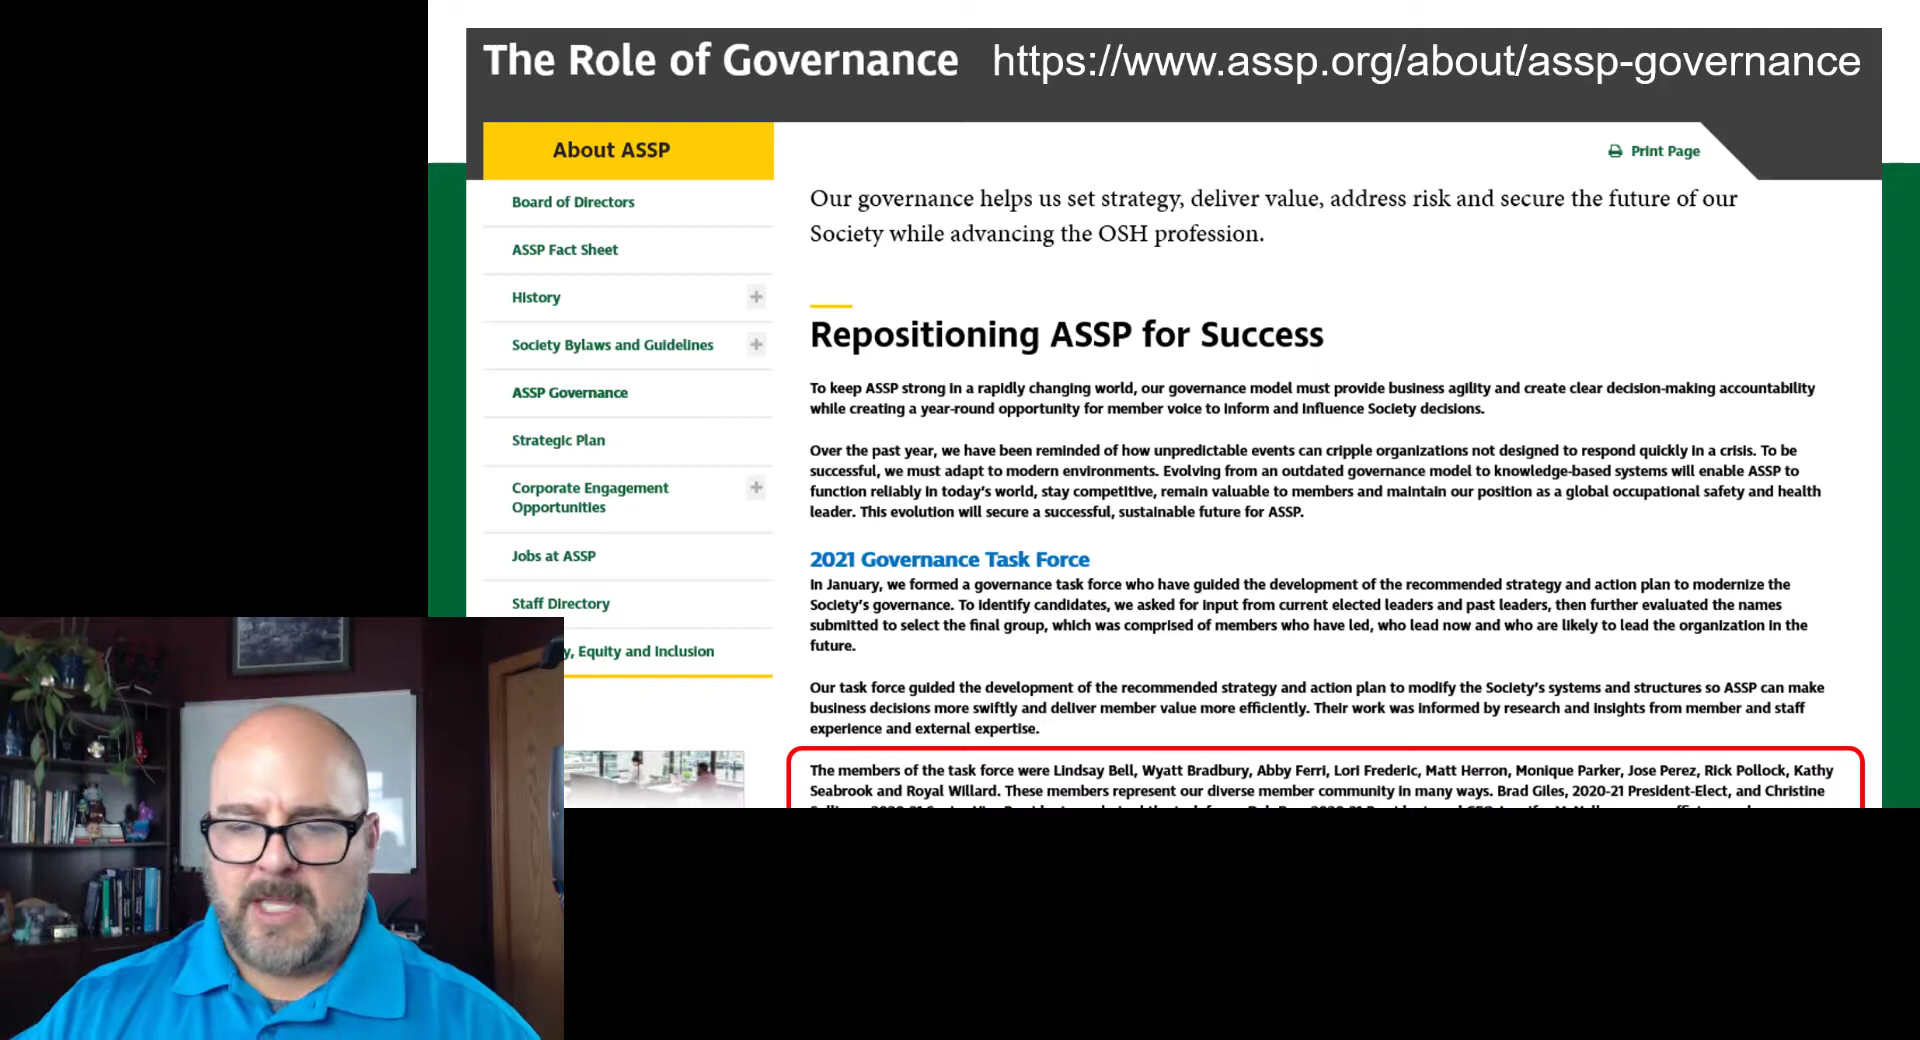 The Role of Governance https://www.assp.org/about/assp-governance
About ASSP
Board of Directors
ASSP Fact Sheet
History
Society Bylaws and Guidelines
ASSP Governance
Strategic Plan
Corporate Engagement
Opportunities
Jobs at ASSP
Staff Directory
y, Equity and Inclusion
Print Page
Our governance helps us set strategy, deliver value, address risk and secure the future of our
Society while advancing the OSH profession.
Repositioning ASSP for Success
To keep ASSP strong in a rapidly changing world, our governance model must provide business agility and create clear decision-making accountability
while creating a year-round opportunity for member voice to inform and influence Society decisions.
Over the past year, we have been reminded of how unpredictable events can cripple organizations not designed to respond quickly in a crisis. To be
successful, we must adapt to modern environments. Evolving from an outdated governance model to knowledge-based systems will enable ASSP to
function reliably in today's world, stay competitive, remain valuable to members and maintain our position as a global occupational safety and health
leader. This evolution will secure a successful, sustainable future for ASSP.
2021 Governance Task Force
In January, we formed a governance task force who have guided the development of the recommended strategy and action plan to modernize the
Society's governance. To identify candidates, we asked for input from current elected leaders and past leaders, then further evaluated the names
submitted to select the final group, which was comprised of members who have led, who lead now and who are likely to lead the organization in the
future.
Our task force guided the development of the recommended strategy and action plan to modify the Society's systems and structures so ASSP can make
business decisions more swiftly and deliver member value more efficiently. Their work was informed by research and insights from member and staff
experience and external expertise.
The members of the task force were Lindsay Bell, Wyatt Bradbury, Abby Ferri, Lori Frederic, Matt Herron, Monique Parker, Jose Perez, Rick Pollock, Kathy
Seabrook and Royal Willard. These members represent our diverse member community in many ways. Brad Giles, 2020-21 President-Elect, and Christine